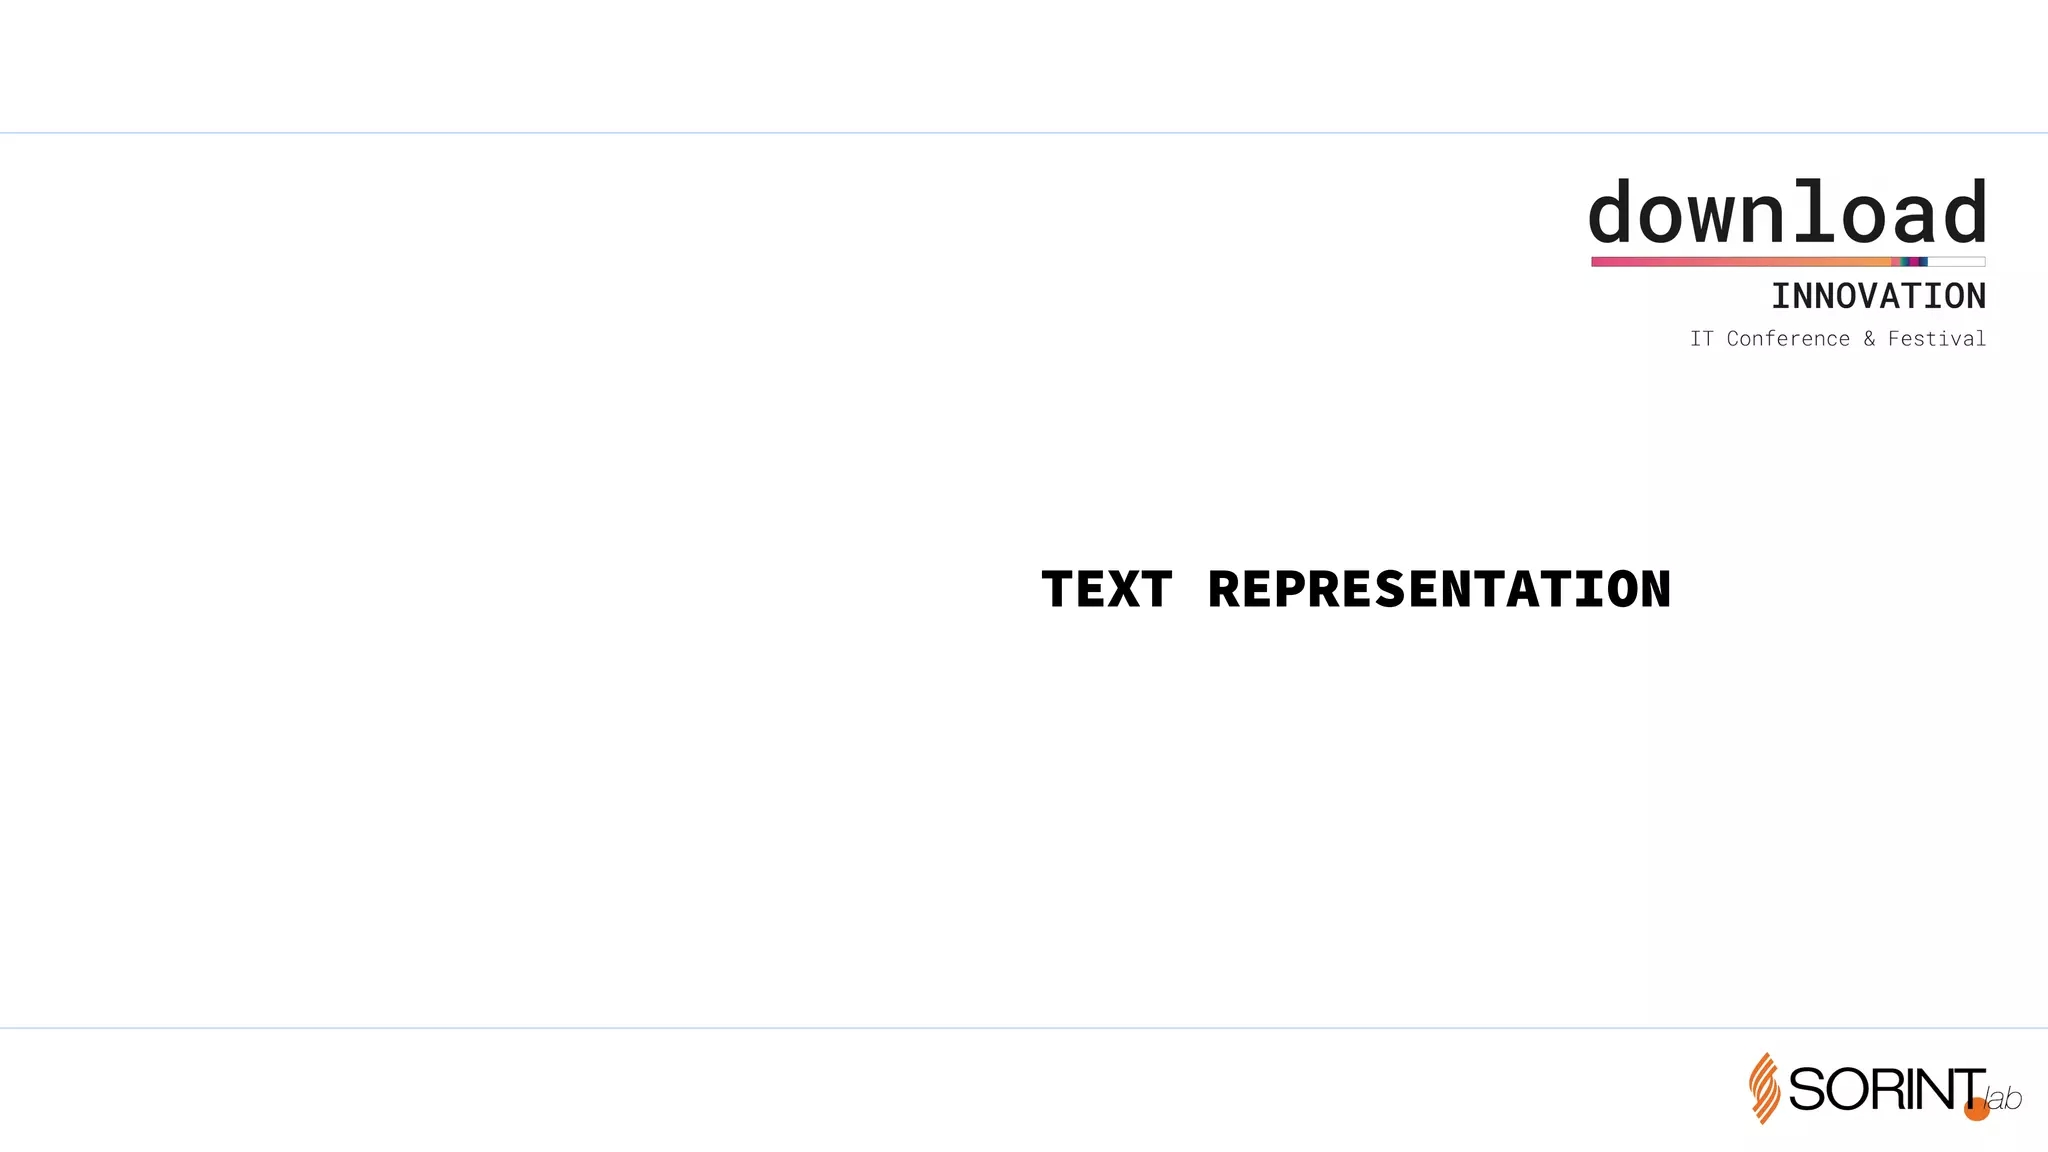 download
INNOVATION
IT Conference & Festival
TEXT REPRESENTATION
SORINT.lab